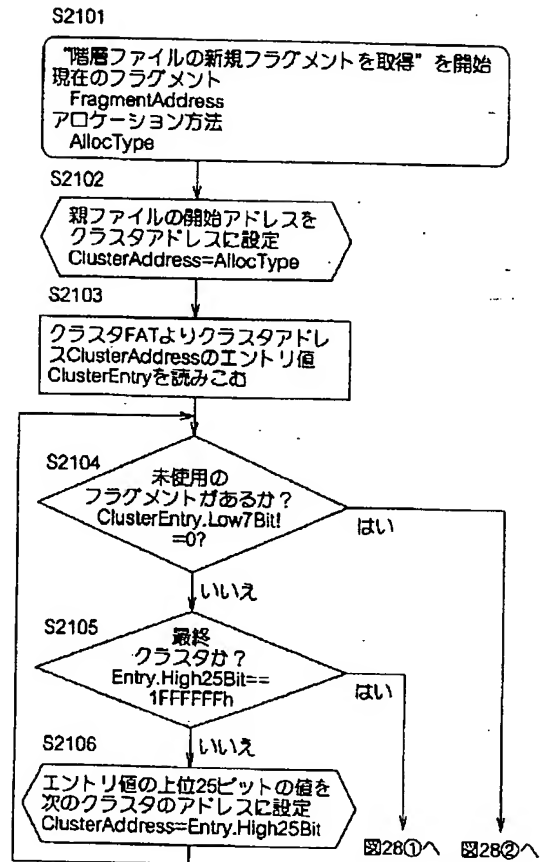 S2101
“階層ファイルの新規フラグメントを取得”を開始
現在のフラグメント
FragmentAddress
アロケーション方法
AllocType
S2102
親ファイルの開始アドレスを
クラスタアドレスに設定
ClusterAddress=AllocType
S2103
クラスタFATよりクラスタアドレ
スClusterAddressのエントリ値
ClusterEntryを読みこむ
S2104
未使用の
フラグメントがあるか？
ClusterEntry.Low7Bit!
=0?
はい
いいえ
S2105
最終
クラスタか？
Entry.High25Bit==
1FFFFFFh
はい
いいえ
S2106
エントリ値の上位25ビットの値を
次のクラスタのアドレスに設定
ClusterAddress=Entry.High25Bit
図28①へ
図28②へ